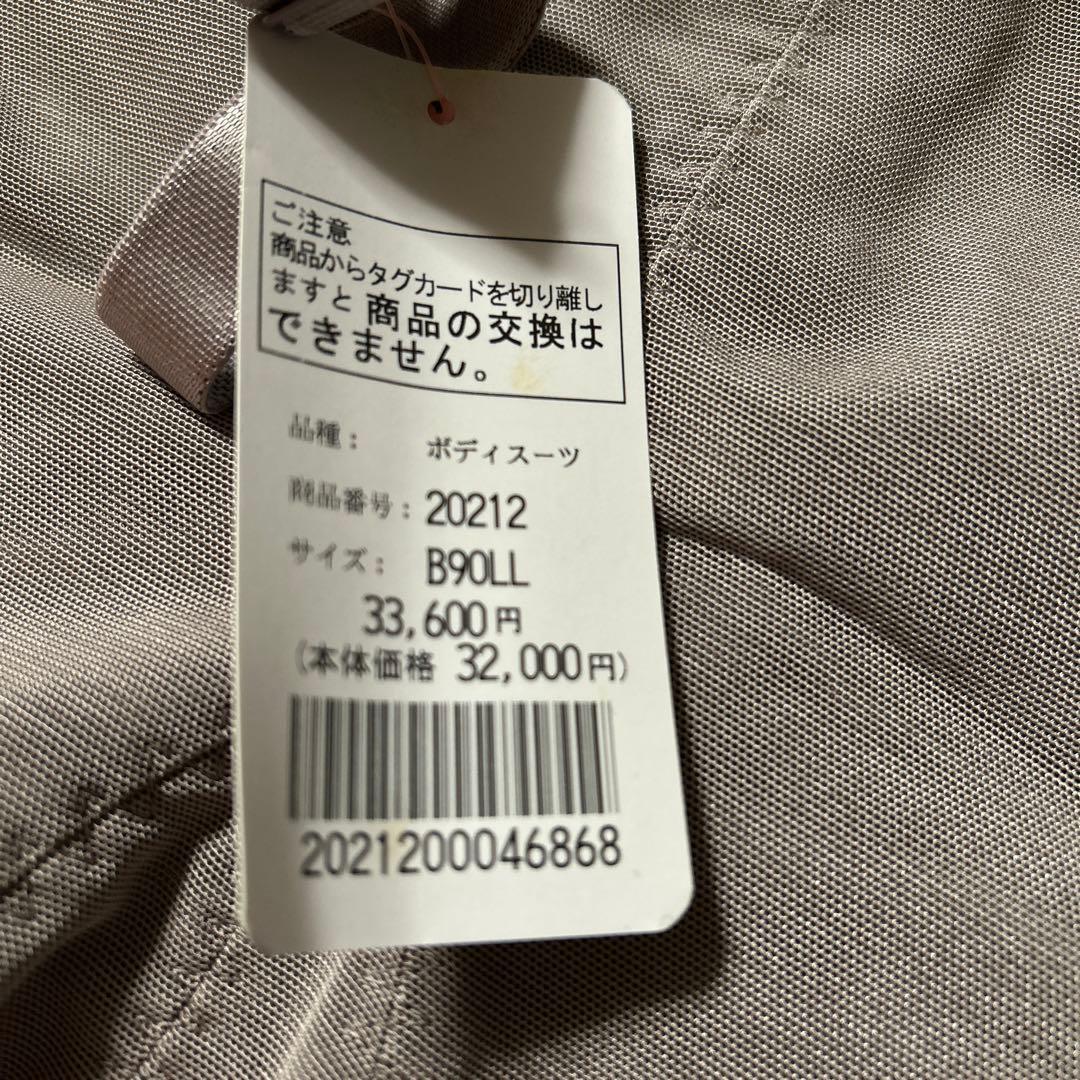 ご注意
商品からタグカードを切り離し
ますと商品の交換は
できません。
品種： ボディスーツ
商品番号：20212
サイズ： B90LL
33,600円
（本体価格 32,000円）
2021200046868